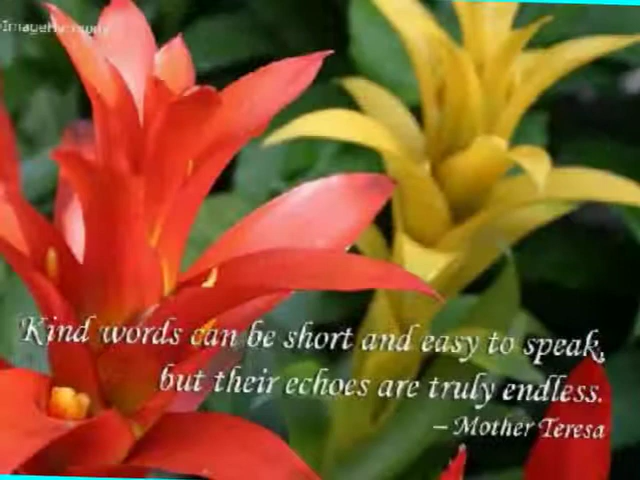 Kind words can be short and easy to speak,
but their echoes are truly endless.
– Mother Teresa